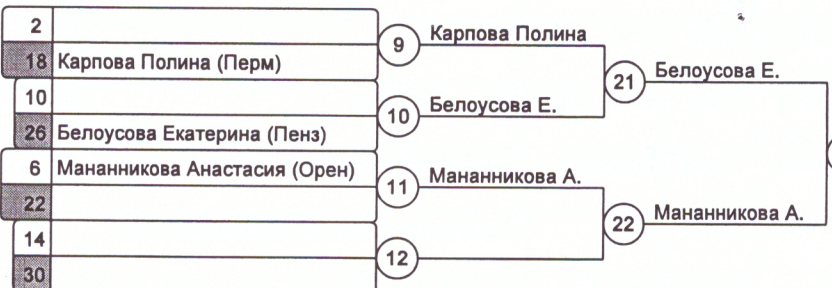 2
18 Карпова Полина (Перм)
9
Карпова Полина
10
26 Белоусова Екатерина (Пенз)
10
Белоусова Е.
21
Белоусова Е.
6 Мананникова Анастасия (Орен)
22
11
Мананникова А.
14
30
12
22
Мананникова А.